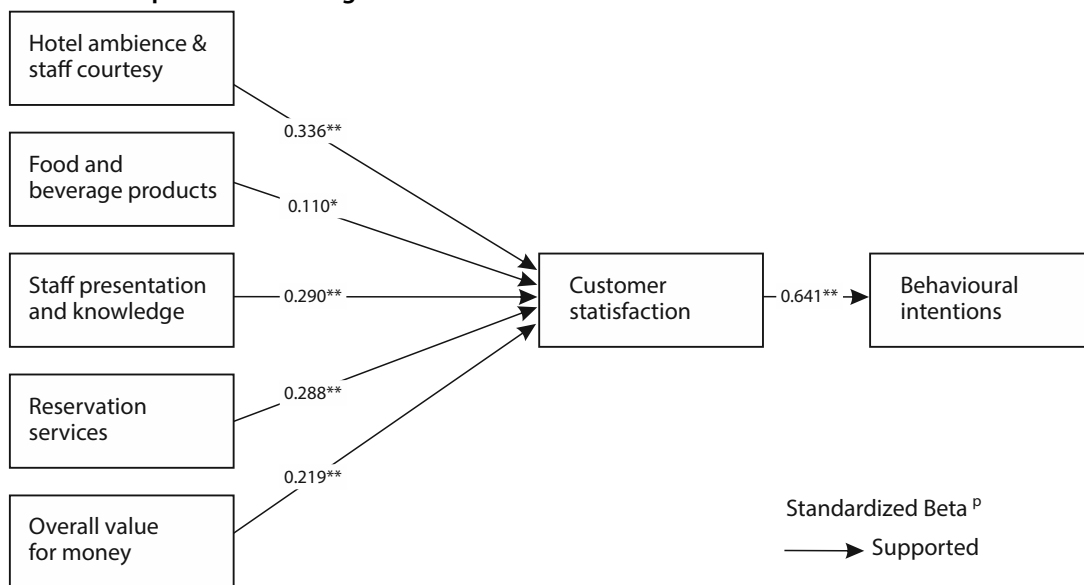 Hotel ambience &
staff courtesy
0.336**
Food and
beverage products
0.110*
Staff presentation
and knowledge
0.290**
Customer
statisfaction
0.641**
Behavioural
intentions
Reservation
services
0.288**
0.219**
Overall value
for money
Standardized Beta p
Supported